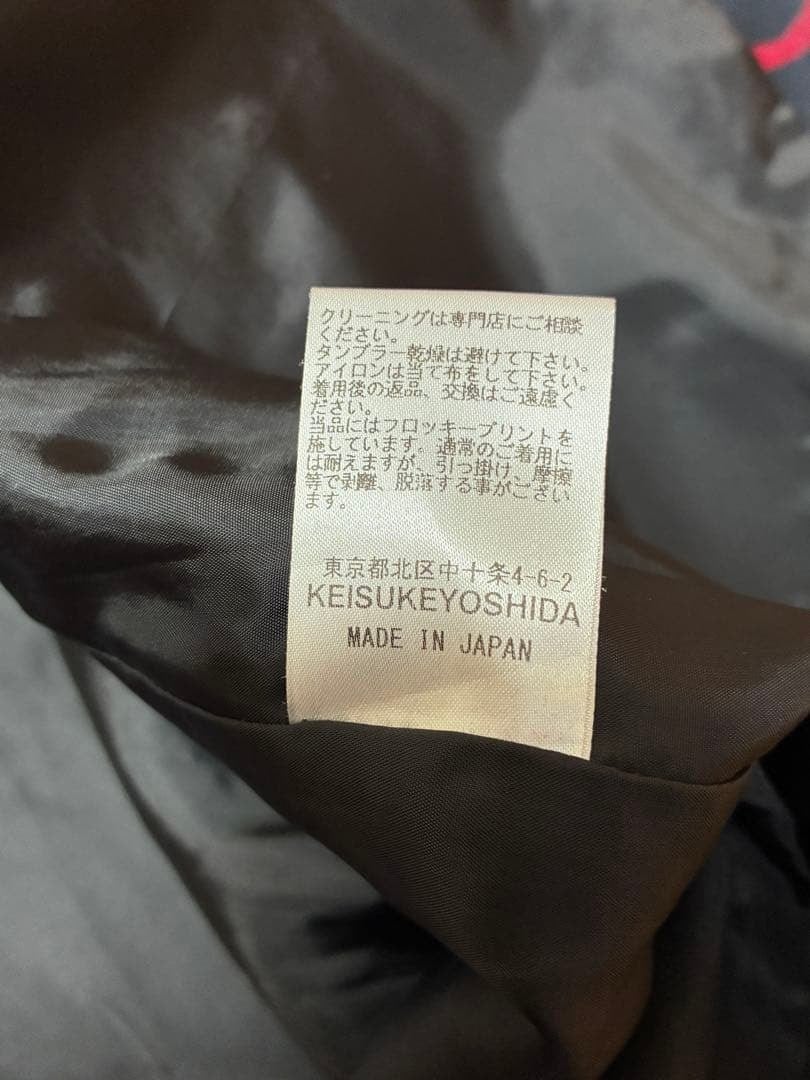 クリーニングは専門店にご相談
ください。
タンブラー乾燥は避けて下さい。
アイロンは当て布をして下さい。
着用後の返品、交換はご遠慮く
ださい。
当品にはフロッキープリントを
施しています。通常のご着用に
は耐えますが、引っ掛け、摩擦
等で剥離、脱落する事がござい
ます。
東京都北区中十条4-6-2
KEISUKEYOSHIDA
MADE IN JAPAN